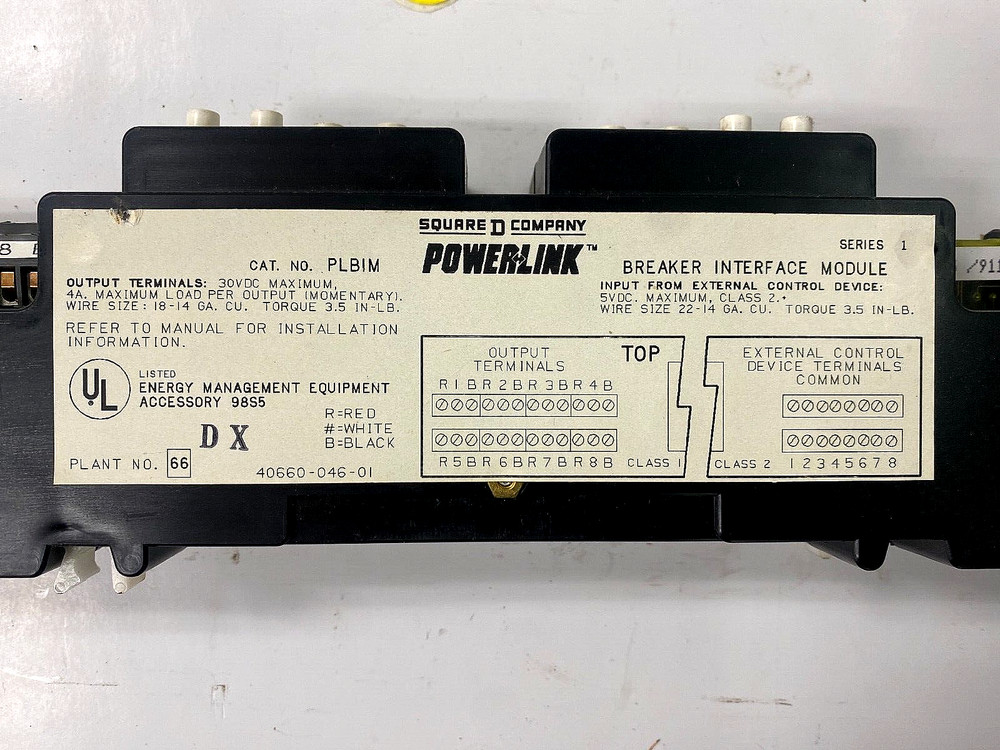 SQUARE D COMPANY
POWERLINK™
SERIES 1
CAT. NO. PLBIM
BREAKER INTERFACE MODULE
OUTPUT TERMINALS: 30VDC MAXIMUM,
4A. MAXIMUM LOAD PER OUTPUT (MOMENTARY).
WIRE SIZE: 18-14 GA. CU. TORQUE 3.5 IN-LB.
REFER TO MANUAL FOR INSTALLATION
INFORMATION.
INPUT FROM EXTERNAL CONTROL DEVICE:
5VDC. MAXIMUM, CLASS 2.
WIRE SIZE 22-14 GA. CU. TORQUE 3.5 IN-LB.
UL
LISTED
ENERGY MANAGEMENT EQUIPMENT
ACCESSORY 98S5
DX
R=RED
#=WHITE
B=BLACK
PLANT NO. 66
40660-046-01
OUTPUT
TERMINALS
TOP
R1BR2BR3BR4B
R5BR6BR7BR8B
CLASS 1
EXTERNAL CONTROL
DEVICE TERMINALS
COMMON
CLASS 2
12345678
8
/911